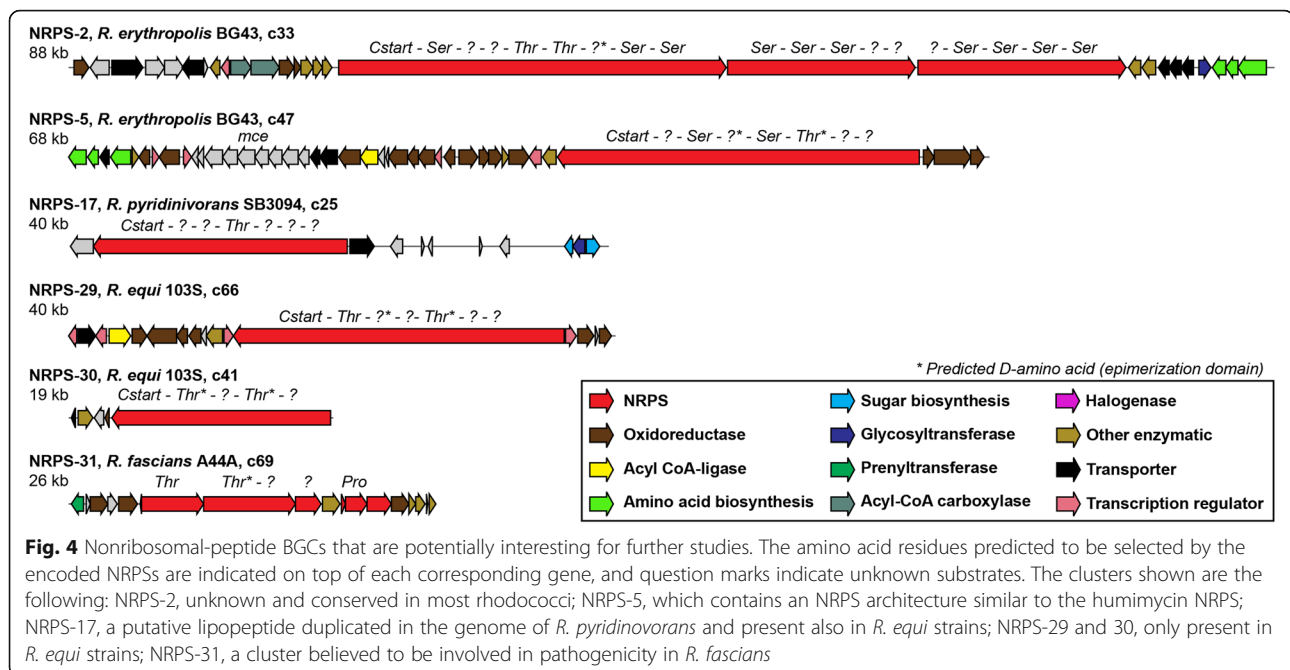 NRPS-2, R. erythropolis BG43, c33
88 kb
Cstart - Ser - ? - ? - Thr - Thr - ?* - Ser - Ser
Ser - Ser - Ser - ? - ?
? - Ser - Ser - Ser - Ser
NRPS-5, R. erythropolis BG43, c47
68 kb
mce
Cstart - ? - Ser - ?* - Ser - Thr* - ? - ?
NRPS-17, R. pyridinivorans SB3094, c25
40 kb
Cstart - ? - ? - Thr - ? - ? - ?
NRPS-29, R. equi 103S, c66
40 kb
Cstart - Thr - ?* - ?- Thr* - ? - ?
NRPS-30, R. equi 103S, c41
19 kb
Cstart - Thr* - ? - Thr* - ?
NRPS-31, R. fascians A44A, c69
26 kb
Thr
Thr* - ?
?
Pro
* Predicted D-amino acid (epimerization domain)
NRPS
Oxidoreductase
Acyl CoA-ligase
Amino acid biosynthesis
Sugar biosynthesis
Glycosyltransferase
Prenyltransferase
Acyl-CoA carboxylase
Halogenase
Other enzymatic
Transporter
Transcription regulator
Fig. 4 Nonribosomal-peptide BGCs that are potentially interesting for further studies. The amino acid residues predicted to be selected by the
encoded NRPSs are indicated on top of each corresponding gene, and question marks indicate unknown substrates. The clusters shown are the
following: NRPS-2, unknown and conserved in most rhodococci; NRPS-5, which contains an NRPS architecture similar to the humimycin NRPS;
NRPS-17, a putative lipopeptide duplicated in the genome of R. pyridinovorans and present also in R. equi strains; NRPS-29 and 30, only present in
R. equi strains; NRPS-31, a cluster believed to be involved in pathogenicity in R. fascians